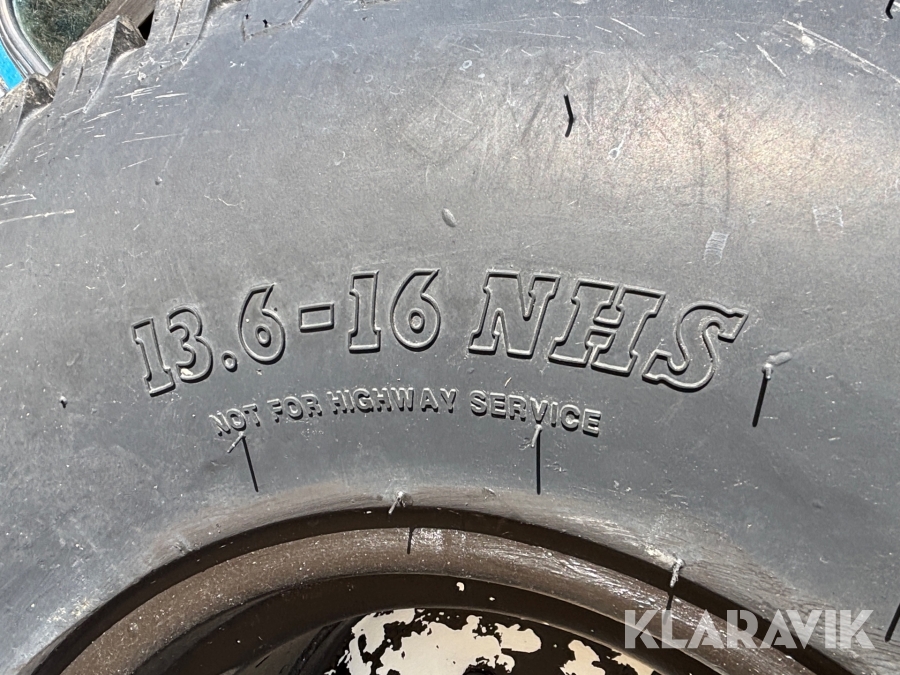 13.6-16 NHS
NOT FOR HIGHWAY SERVICE
KLARAVIK